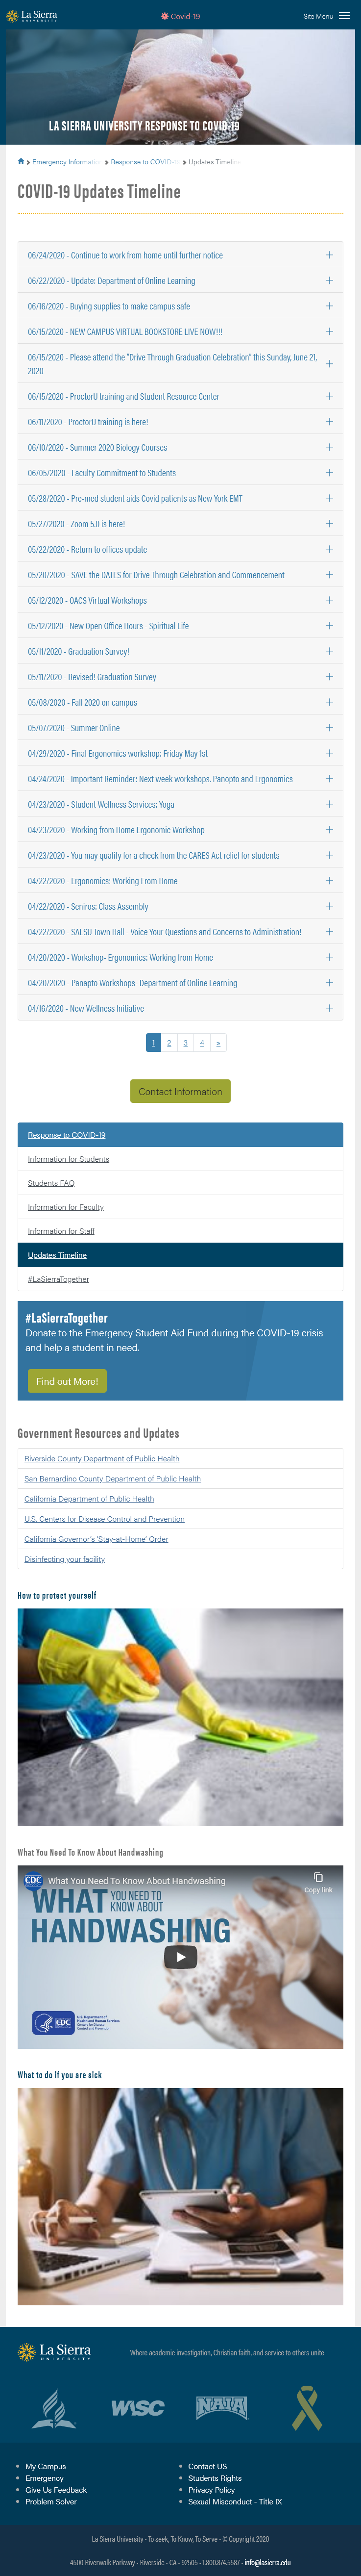 La Sierra
UNIVERSITY
Covid-19
Site Menu
LA SIERRA UNIVERSITY RESPONSE TO COVID-19
Emergency Informatio
Response to COVID-1
Updates Timeline
COVID-19 Updates Timeline
06/24/2020 - Continue to work from home until further notice
06/22/2020 - Update: Department of Online Learning
06/16/2020 - Buying supplies to make campus safe
06/15/2020 - NEW CAMPUS VIRTUAL BOOKSTORE LIVE NOW!!!
06/15/2020 - Please attend the "Drive Through Graduation Celebration" this Sunday, June 21,
2020
06/15/2020 - ProctorU training and Student Resource Center
06/11/2020 - ProctorU training is here!
06/10/2020 - Summer 2020 Biology Courses
06/05/2020 - Faculty Commitment to Students
05/28/2020 - Pre-med student aids Covid patients as New York EMT
05/27/2020 - Zoom 5.0 is here!
05/22/2020 - Return to offices update
05/20/2020 - SAVE the DATES for Drive Through Celebration and Commencement
05/12/2020 - OACS Virtual Workshops
05/12/2020 - New Open Office Hours - Spiritual Life
05/11/2020 - Graduation Survey!
05/11/2020 - Revised! Graduation Survey
05/08/2020 - Fall 2020 on campus
05/07/2020 - Summer Online
04/29/2020 - Final Ergonomics workshop: Friday May 1st
04/24/2020 - Important Reminder: Next week workshops. Panopto and Ergonomics
04/23/2020 - Student Wellness Services: Yoga
04/23/2020 - Working from Home Ergonomic Workshop
04/23/2020 - You may qualify for a check from the CARES Act relief for students
04/22/2020 - Ergonomics: Working From Home
04/22/2020 - Seniros: Class Assembly
04/22/2020 - SALSU Town Hall - Voice Your Questions and Concerns to Administration!
04/20/2020 - Workshop- Ergonomics: Working from Home
04/20/2020 - Panapto Workshops- Department of Online Learning
04/16/2020 - New Wellness Initiative
1 2 3 4 »
Contact Information
Response to COVID-19
Information for Students
Students FAQ
Information for Faculty
Information for Staff
Updates Timeline
#LaSierraTogether
#LaSierraTogether
Donate to the Emergency Student Aid Fund during the COVID-19 crisis
and help a student in need.
Find out More!
Government Resources and Updates
Riverside County Department of Public Health
San Bernardino County Department of Public Health
California Department of Public Health
U.S. Centers for Disease Control and Prevention
California Governor's 'Stay-at-Home' Order
Disinfecting your facility
How to protect yourself
What You Need To Know About Handwashing
CDC
What You Need To Know About Handwashing
Copy link
WHAT YOU NEED TO KNOW ABOUT
HANDWASHING
CDC
U.S. Department of
Health and Human Services
Centers for Disease
Control and Prevention
What to do if you are sick
La Sierra
UNIVERSITY
Where academic investigation, Christian faith, and service to others unite
WASC
NAIA
My Campus
Emergency
Give Us Feedback
Problem Solver
Contact US
Students Rights
Privacy Policy
Sexual Misconduct - Title IX
La Sierra University - To seek, To Know, To Serve - © Copyright 2020
4500 Riverwalk Parkway - Riverside - CA - 92505 - 1.800.874.5587 - info@lasierra.edu